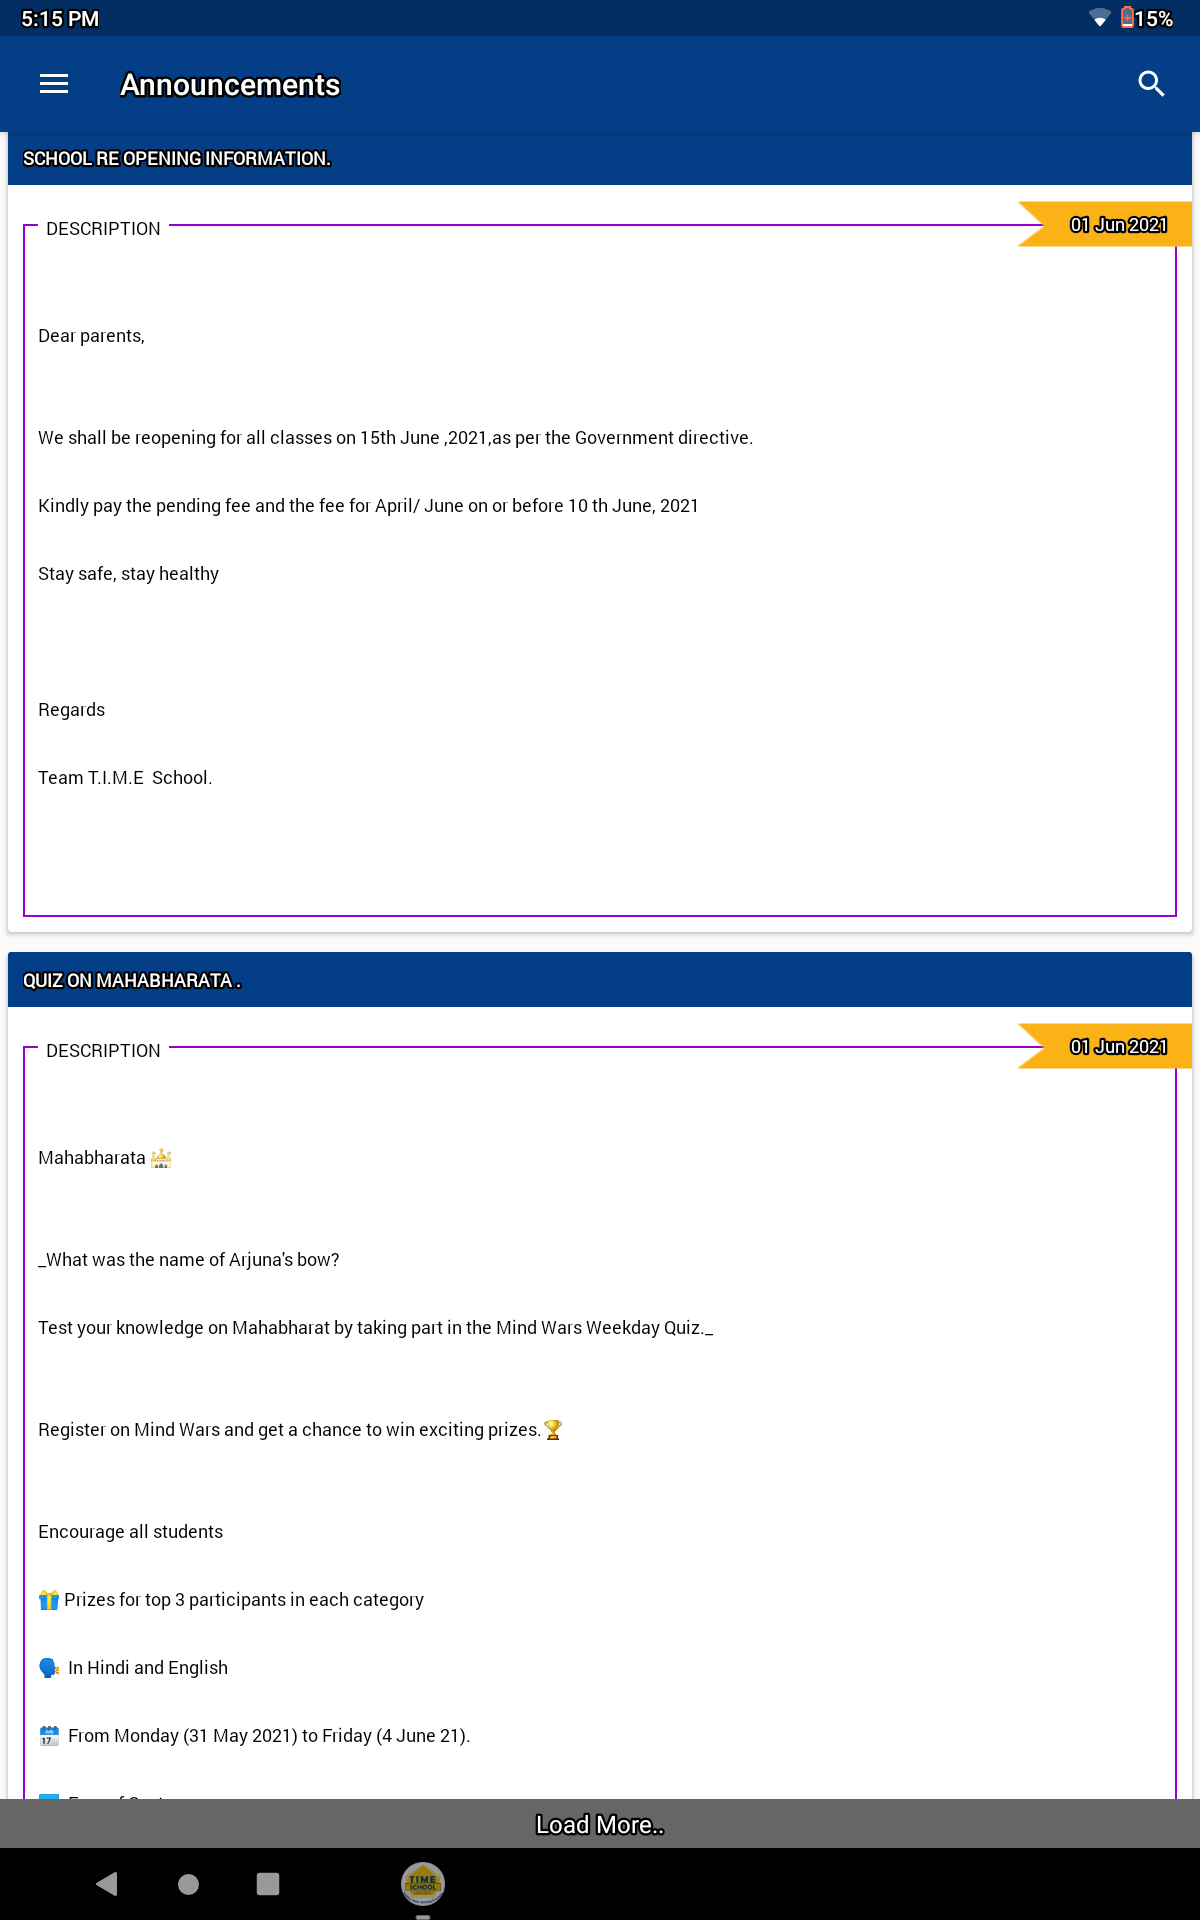 5:15 PM
15%
Announcements
SCHOOL RE OPENING INFORMATION.
DESCRIPTION
01 Jun 2021
Dear parents,
We shall be reopening for all classes on 15th June ,2021,as per the Government directive.
Kindly pay the pending fee and the fee for April/ June on or before 10 th June, 2021
Stay safe, stay healthy
Regards
Team T.I.M.E  School.
QUIZ ON MAHABHARATA .
DESCRIPTION
01 Jun 2021
Mahabharata 🕌
_What was the name of Arjuna's bow?
Test your knowledge on Mahabharat by taking part in the Mind Wars Weekday Quiz._
Register on Mind Wars and get a chance to win exciting prizes.🏆
Encourage all students
🎁 Prizes for top 3 participants in each category
🗣 In Hindi and English
📅 From Monday (31 May 2021) to Friday (4 June 21).
Load More..
TIME
SCHOOL